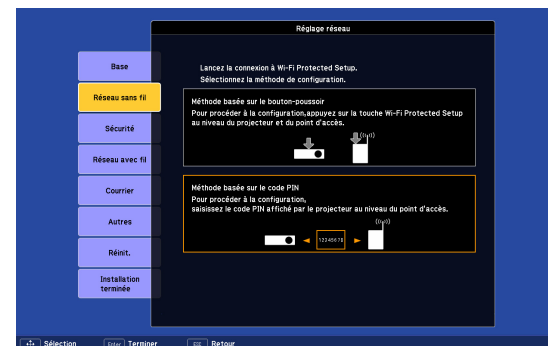 Réglage réseau
Base
Réseau sans fil
Sécurité
Réseau avec fil
Courrier
Autres
Réinit.
Installation
terminée
Lancez la connexion à Wi-Fi Protected Setup.
Sélectionnez la méthode de configuration.
Méthode basée sur le bouton-poussoir
Pour procéder à la configuration,appuyez sur la touche Wi-Fi Protected Setup
au niveau du projecteur et du point d'accès.
Méthode basée sur le code PIN
Pour procéder à la configuration,
saisissez le code PIN affiché par le projecteur au niveau du point d'accès.
12345678
Sélection
Enter Terminer
Retour